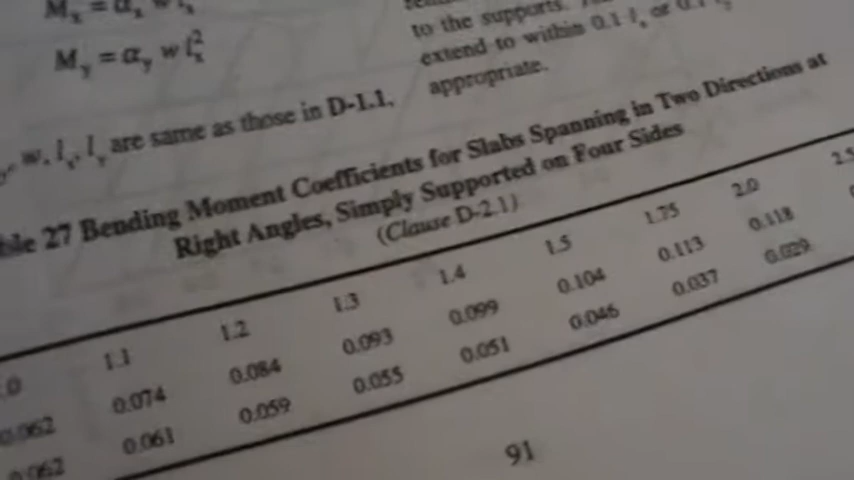 Mₓ = αₓ w lₓ²
M_y = α_y w lₓ²
to the supports.
extend to within 0.1 lₓ or 0.1
appropriate.
w, lₓ, l_y are same as those in D-1.1.
27 Bending Moment Coefficients for Slabs Spanning in Two Directions at
Right Angles, Simply Supported on Four Sides
(Clause D-2.1)
.0 1.1 1.2 1.3 1.4 1.5 1.75 2.0 2.5
0.062 0.074 0.084 0.093 0.099 0.104 0.113 0.118
0.062 0.061 0.059 0.055 0.051 0.046 0.037 0.029
91